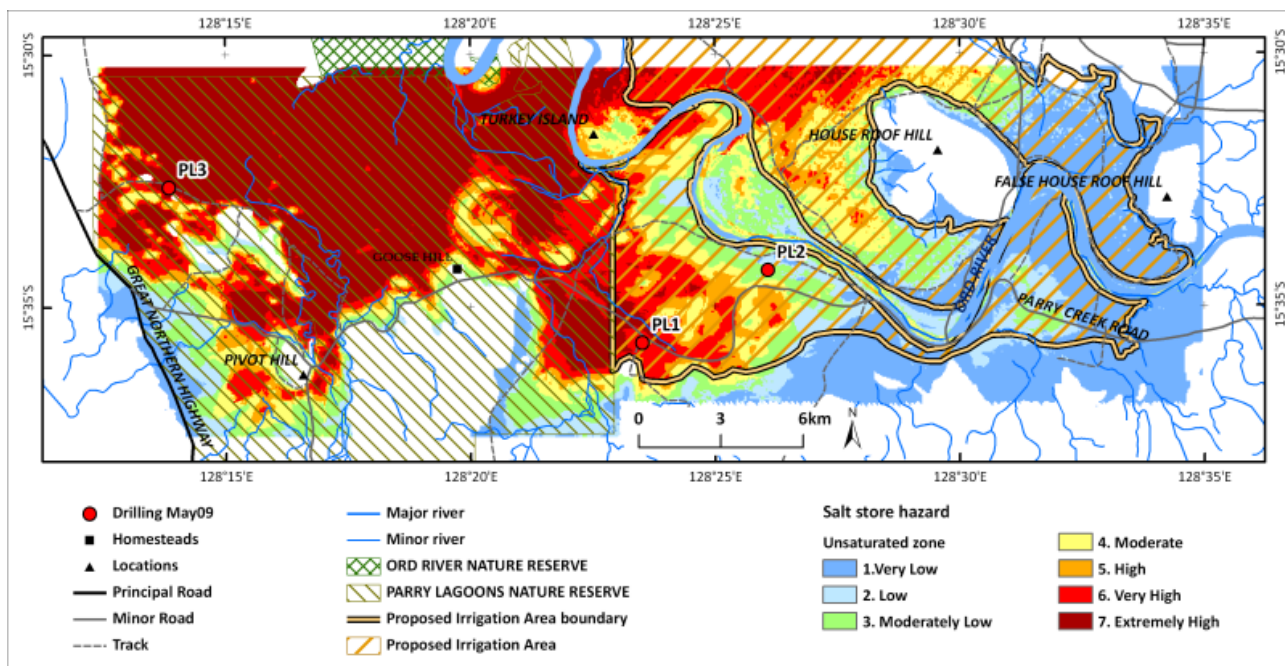 128°15'E
128°20'E
128°25'E
128°30'E
128°35'E
15°30'S
15°30'S
TURKEY ISLAND
HOUSE ROOF HILL
PL3
FALSE HOUSE ROOF HILL
GOOSE HILL
PL2
ORD RIVER
15°35'S
15°35'S
PARRY CREEK ROAD
GREAT NORTHERN HIGHWAY
PL1
PIVOT HILL
0 3 6km
N
128°15'E
128°20'E
128°25'E
128°30'E
128°35'E
Drilling May09
Homesteads
Locations
Principal Road
Minor Road
Track
Major river
Minor river
ORD RIVER NATURE RESERVE
PARRY LAGOONS NATURE RESERVE
Proposed Irrigation Area boundary
Proposed Irrigation Area
Salt store hazard
Unsaturated zone
1.Very Low
2. Low
3. Moderately Low
4. Moderate
5. High
6. Very High
7. Extremely High